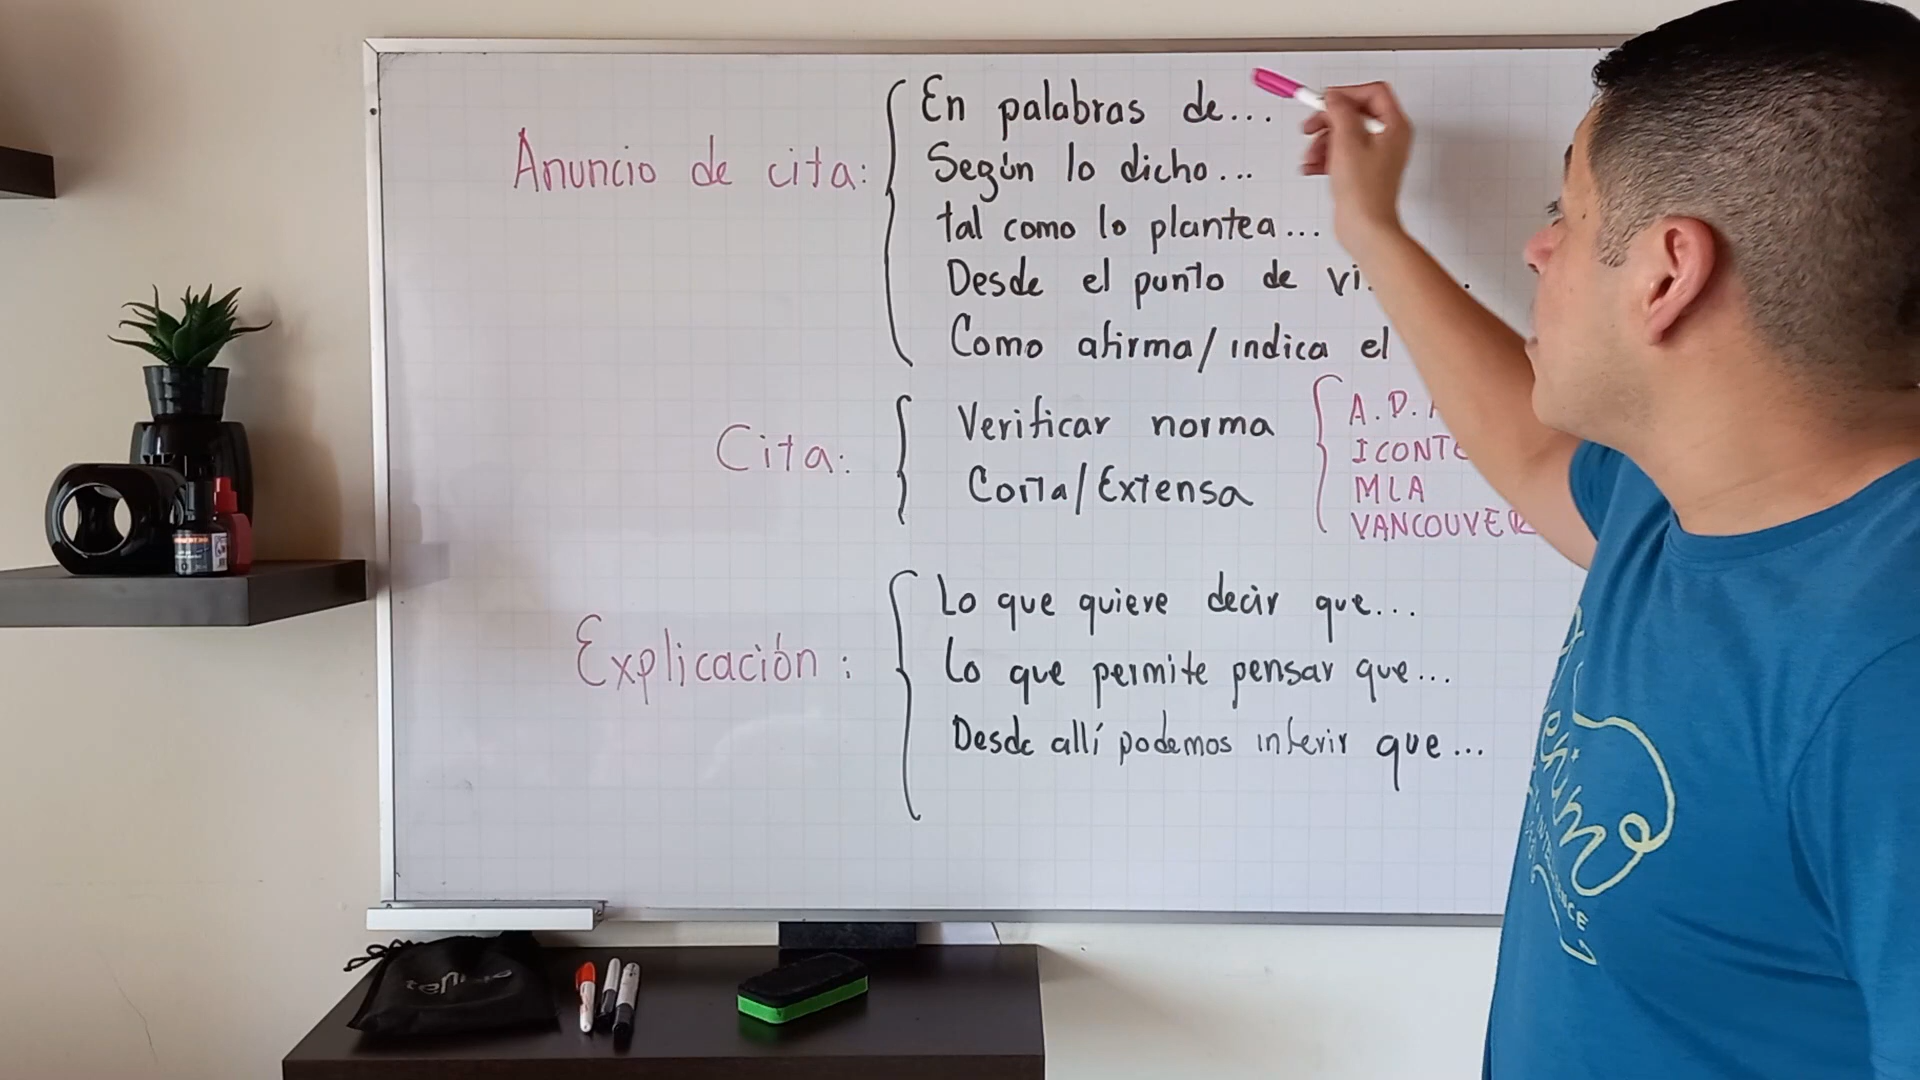 Anuncio de cita:
En palabras de...
Según lo dicho...
tal como lo plantea...
Desde el punto de
Como afirma/indica el
Cita:
Verificar norma
Corta/Extensa
MLA
VANCOUVER
Explicación:
Lo que quiere decir que...
Lo que permite pensar que...
Desde allí podemos inferir que...